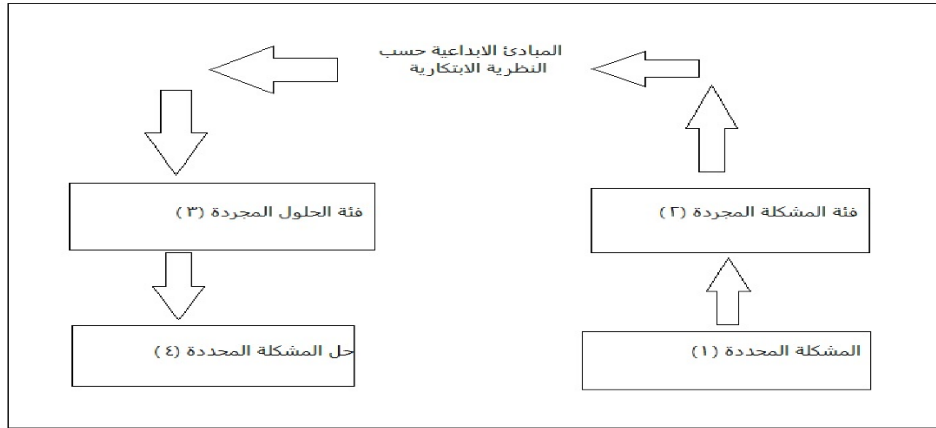 المبادئ الابداعية حسب
النظرية الابتكارية
فئة المشكلة المجردة (٢)
فئة الحلول المجردة (٣)
المشكلة المحددة (١)
حل المشكلة المحددة (٤)